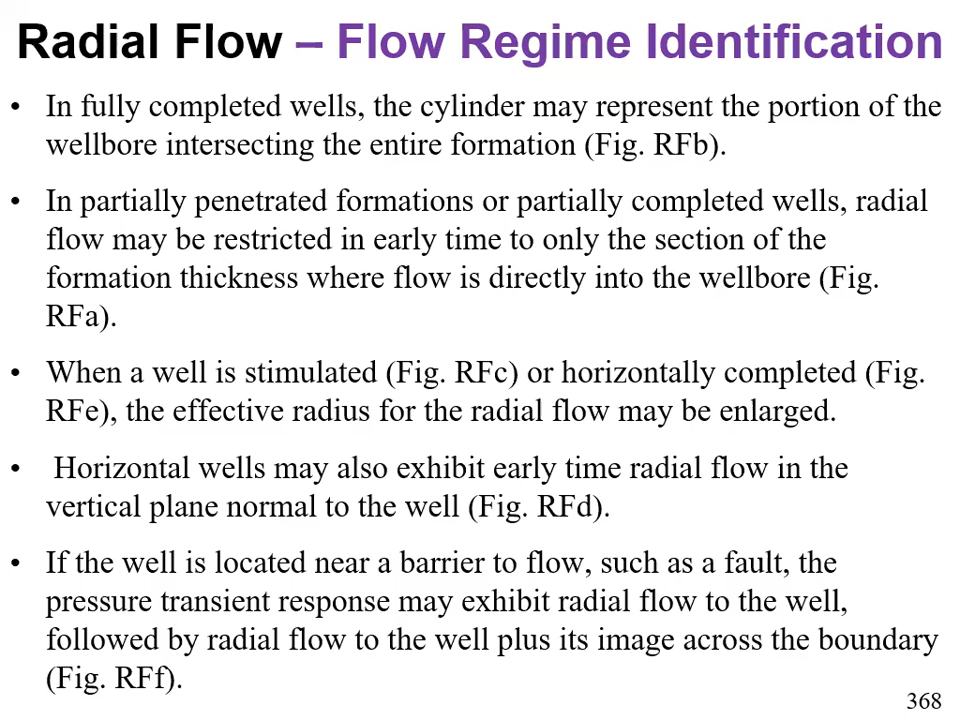 Radial Flow – Flow Regime Identification
• In fully completed wells, the cylinder may represent the portion of the
wellbore intersecting the entire formation (Fig. RFb).
• In partially penetrated formations or partially completed wells, radial
flow may be restricted in early time to only the section of the
formation thickness where flow is directly into the wellbore (Fig.
RFa).
• When a well is stimulated (Fig. RFc) or horizontally completed (Fig.
RFe), the effective radius for the radial flow may be enlarged.
• Horizontal wells may also exhibit early time radial flow in the
vertical plane normal to the well (Fig. RFd).
• If the well is located near a barrier to flow, such as a fault, the
pressure transient response may exhibit radial flow to the well,
followed by radial flow to the well plus its image across the boundary
(Fig. RFf).
368